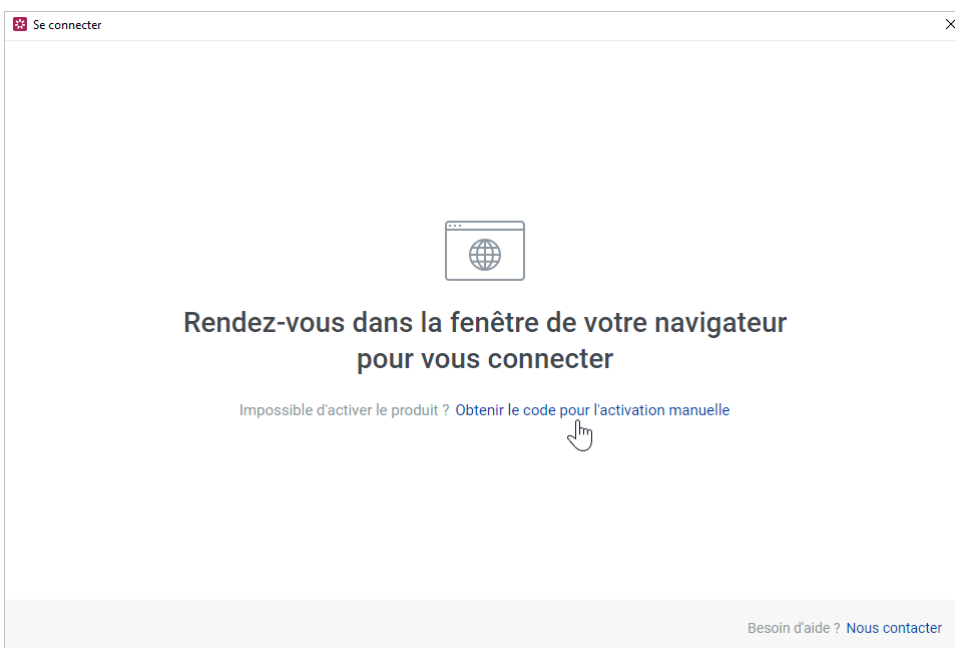 Se connecter
Rendez-vous dans la fenêtre de votre navigateur
pour vous connecter
Impossible d'activer le produit ? Obtenir le code pour l'activation manuelle
Besoin d'aide ? Nous contacter